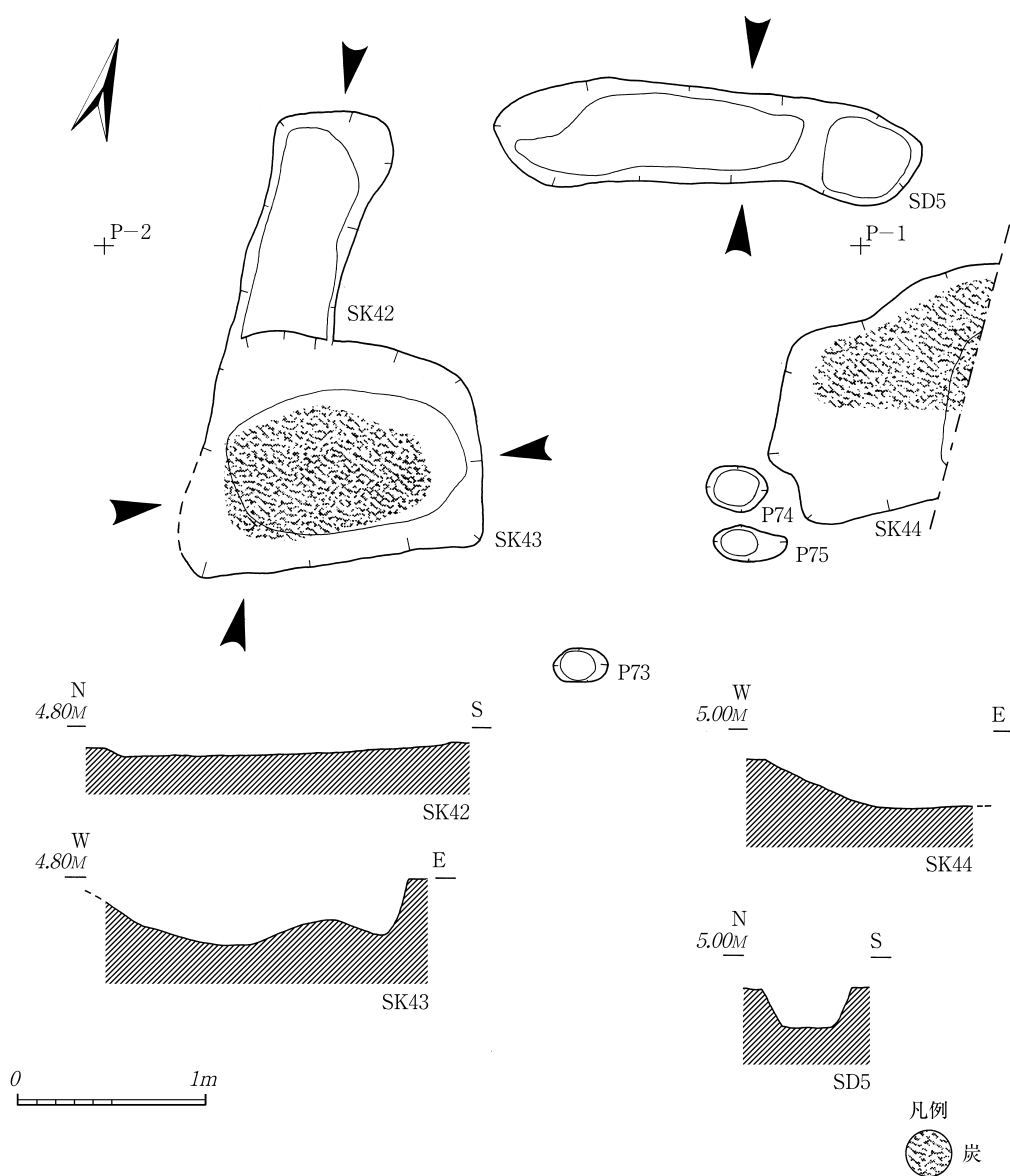 SD5
P-2
P-1
SK42
P74
SK44
SK43
P75
P73
N
4.80M
S
SK42
W
5.00M
E
SK44
W
4.80M
E
SK43
N
5.00M
S
SD5
0 1m
凡例
炭